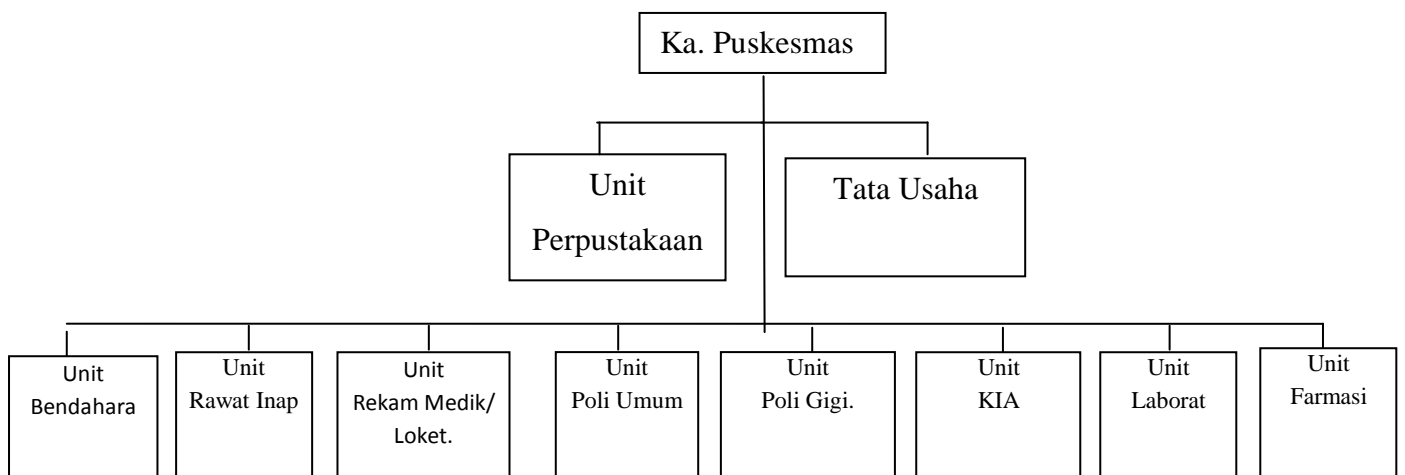 Ka. Puskesmas
Unit
Perpustakaan
Tata Usaha
Unit
Bendahara
Unit
Rawat Inap
Unit
Rekam Medik/
Loket.
Unit
Poli Umum
Unit
Poli Gigi.
Unit
KIA
Unit
Laborat
Unit
Farmasi